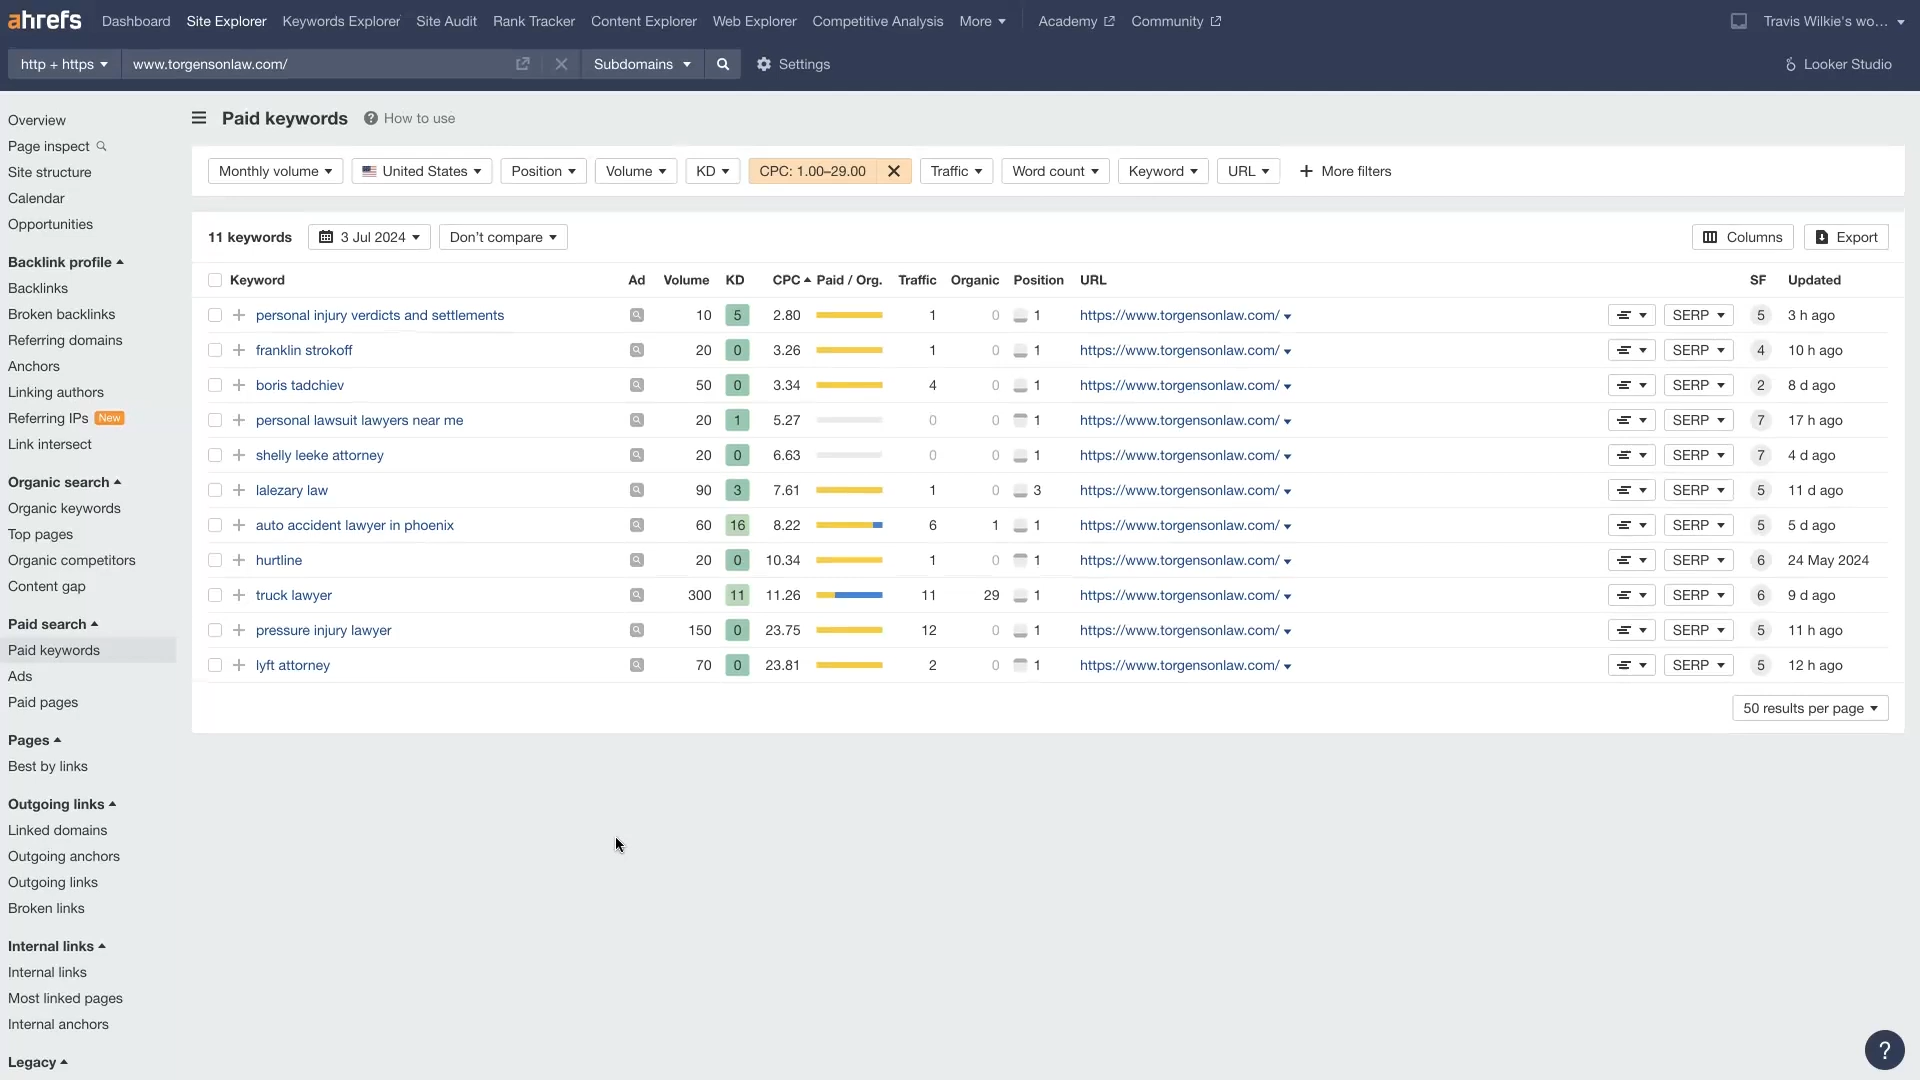 ahrefs Dashboard Site Explorer Keywords Explorer Site Audit Rank Tracker Content Explorer Web Explorer Competitive Analysis More Academy Community Travis Wilkie's wo...
http + https www.torgensonlaw.com/ Subdomains Settings Looker Studio
Overview
Page inspect
Site structure
Calendar
Opportunities
Backlink profile
Backlinks
Broken backlinks
Referring domains
Anchors
Linking authors
Referring IPs New
Link intersect
Organic search
Organic keywords
Top pages
Organic competitors
Content gap
Paid search
Paid keywords
Ads
Paid pages
Pages
Best by links
Outgoing links
Linked domains
Outgoing anchors
Outgoing links
Broken links
Internal links
Internal links
Most linked pages
Internal anchors
Legacy
Paid keywords ? How to use
Monthly volume United States Position Volume KD CPC: 1.00–29.00 Traffic Word count Keyword URL + More filters
11 keywords 3 Jul 2024 Don't compare Columns Export
Keyword Ad Volume KD CPC Paid / Org. Traffic Organic Position URL SF Updated
personal injury verdicts and settlements 10 5 2.80 1 0 1 https://www.torgensonlaw.com/ SERP 5 3 h ago
franklin strokoff 20 0 3.26 1 0 1 https://www.torgensonlaw.com/ SERP 4 10 h ago
boris tadchiev 50 0 3.34 4 0 1 https://www.torgensonlaw.com/ SERP 2 8 d ago
personal lawsuit lawyers near me 20 1 5.27 0 0 1 https://www.torgensonlaw.com/ SERP 7 17 h ago
shelly leeke attorney 20 0 6.63 0 0 1 https://www.torgensonlaw.com/ SERP 7 4 d ago
lalezary law 90 3 7.61 1 0 3 https://www.torgensonlaw.com/ SERP 5 11 d ago
auto accident lawyer in phoenix 60 16 8.22 6 1 1 https://www.torgensonlaw.com/ SERP 5 5 d ago
hurtline 20 0 10.34 1 0 1 https://www.torgensonlaw.com/ SERP 6 24 May 2024
truck lawyer 300 11 11.26 11 29 1 https://www.torgensonlaw.com/ SERP 6 9 d ago
pressure injury lawyer 150 0 23.75 12 0 1 https://www.torgensonlaw.com/ SERP 5 11 h ago
lyft attorney 70 0 23.81 2 0 1 https://www.torgensonlaw.com/ SERP 5 12 h ago
50 results per page
?